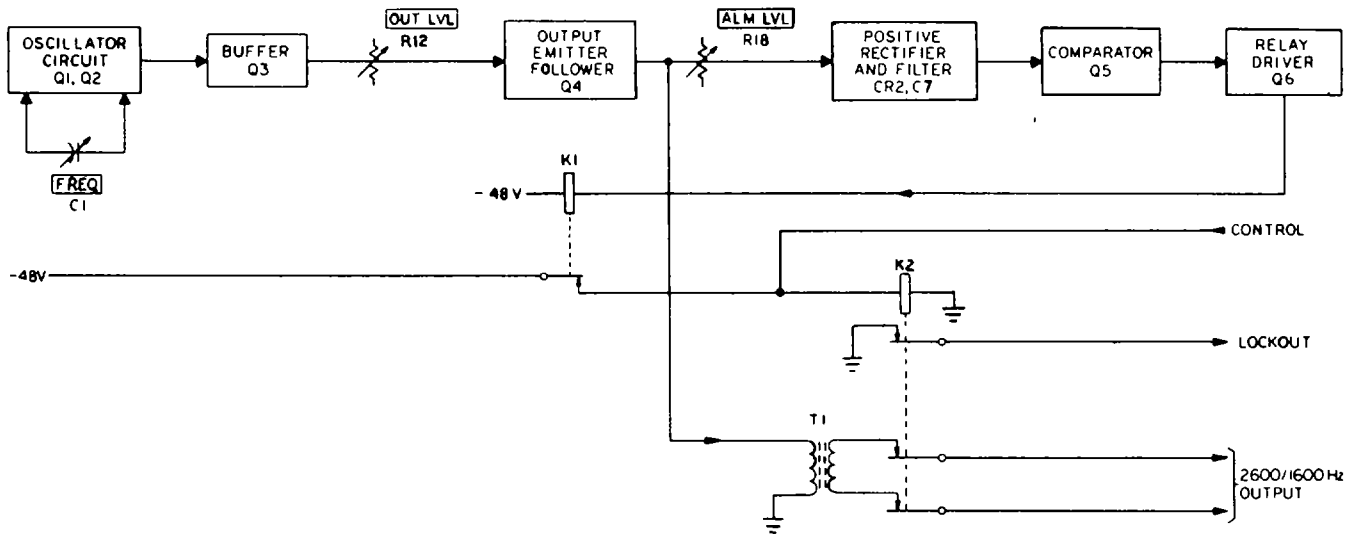 OSCILLATOR
CIRCUIT
Q1, Q2
BUFFER
Q3
OUT LVL
R12
OUTPUT
EMITTER
FOLLOWER
Q4
ALM LVL
R18
POSITIVE
RECTIFIER
AND FILTER
CR2, C7
COMPARATOR
Q5
RELAY
DRIVER
Q6
FREQ
C1
K1
- 48 V
CONTROL
-48V
K2
LOCKOUT
T1
2600/1600 Hz
OUTPUT